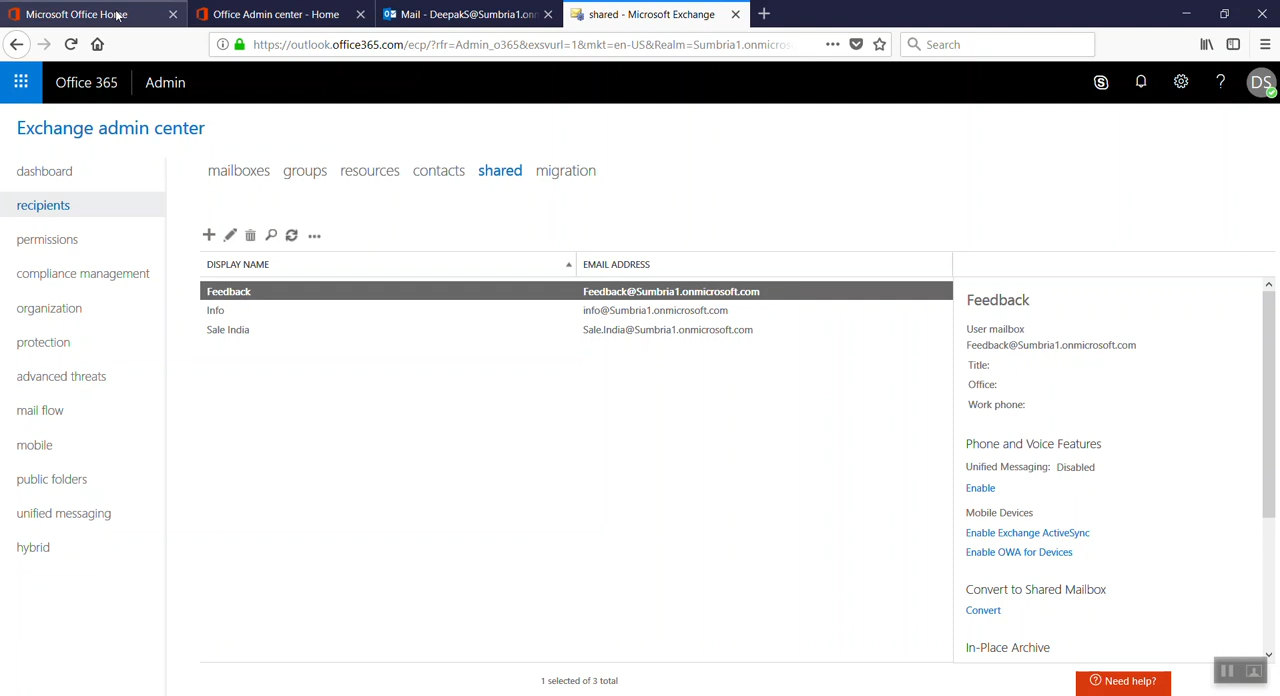 Microsoft Office Home
Office Admin center - Home
Mail - DeepakS@Sumbria1.onm
shared - Microsoft Exchange
https://outlook.office365.com/ecp/?rfr=Admin_o365&exsvurl=1&mkt=en-US&Realm=Sumbria1.onmicros
Search
Office 365
Admin
DS
Exchange admin center
dashboard
recipients
permissions
compliance management
organization
protection
advanced threats
mail flow
mobile
public folders
unified messaging
hybrid
mailboxes groups resources contacts shared migration
DISPLAY NAME EMAIL ADDRESS
Feedback Feedback@Sumbria1.onmicrosoft.com
Info info@Sumbria1.onmicrosoft.com
Sale India Sale.India@Sumbria1.onmicrosoft.com
1 selected of 3 total
Feedback
User mailbox
Feedback@Sumbria1.onmicrosoft.com
Title:
Office:
Work phone:
Phone and Voice Features
Unified Messaging: Disabled
Enable
Mobile Devices
Enable Exchange ActiveSync
Enable OWA for Devices
Convert to Shared Mailbox
Convert
In-Place Archive
Need help?